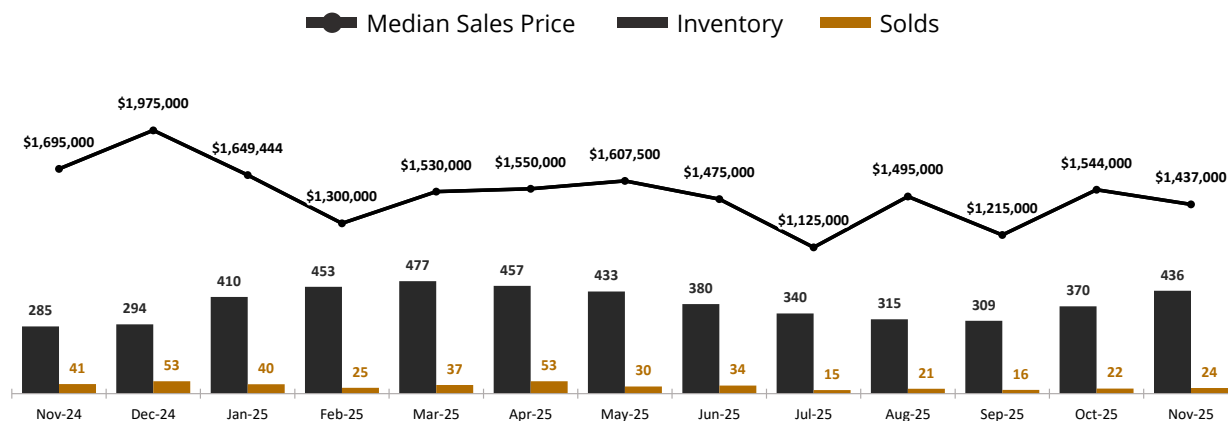 Median Sales Price Inventory Solds
$1,695,000 $1,975,000 $1,649,444 $1,300,000 $1,530,000 $1,550,000 $1,607,500 $1,475,000 $1,125,000 $1,495,000 $1,215,000 $1,544,000 $1,437,000
285 294 410 453 477 457 433 380 340 315 309 370 436
41 53 40 25 37 53 30 34 15 21 16 22 24
Nov-24 Dec-24 Jan-25 Feb-25 Mar-25 Apr-25 May-25 Jun-25 Jul-25 Aug-25 Sep-25 Oct-25 Nov-25